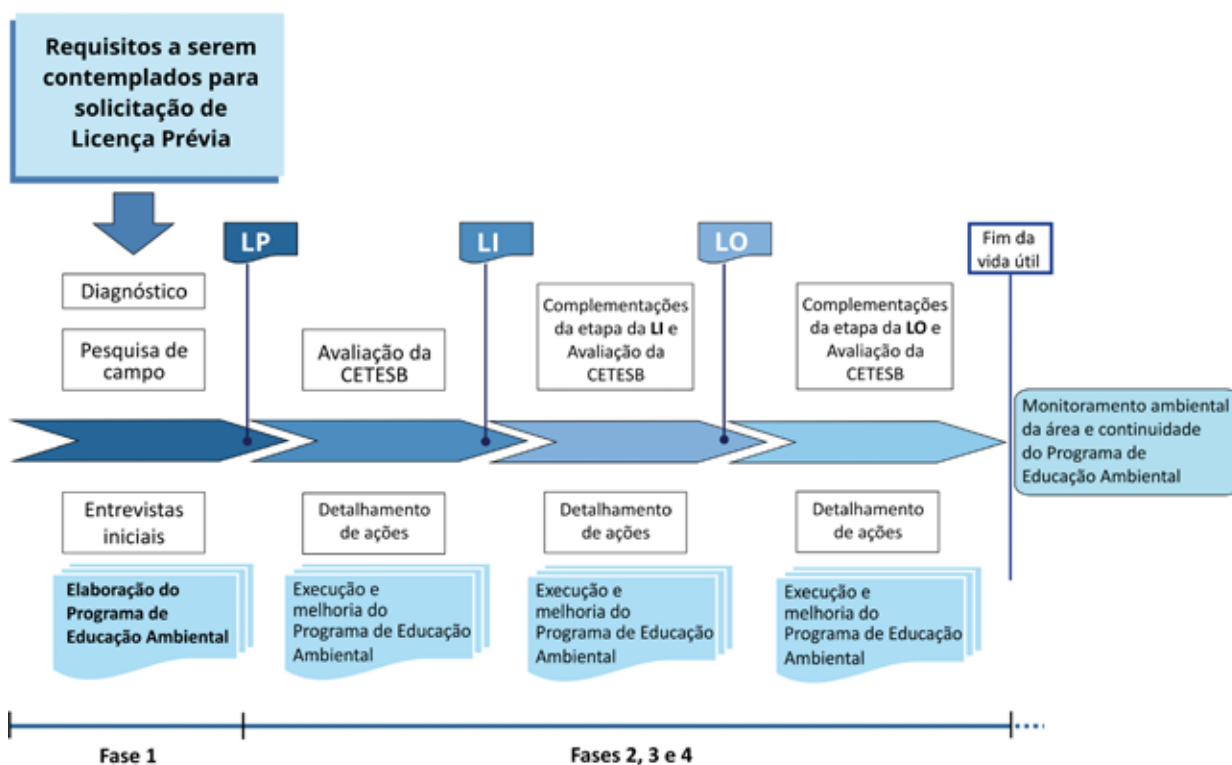 Requisitos a serem
contemplados para
solicitação de
Licença Prévia
LP
LI
LO
Fim da
vida útil
Diagnóstico
Pesquisa de
campo
Avaliação da
CETESB
Complementações
da etapa da LI e
Avaliação da
CETESB
Complementações
da etapa da LO e
Avaliação da
CETESB
Monitoramento ambiental
da área e continuidade
do Programa de
Educação Ambiental
Entrevistas
iniciais
Detalhamento
de ações
Detalhamento
de ações
Detalhamento
de ações
Elaboração do
Programa de
Educação Ambiental
Execução e
melhoria do
Programa de Educação
Ambiental
Execução e
melhoria do
Programa de Educação
Ambiental
Execução e
melhoria do
Programa de Educação
Ambiental
Fase 1
Fases 2, 3 e 4